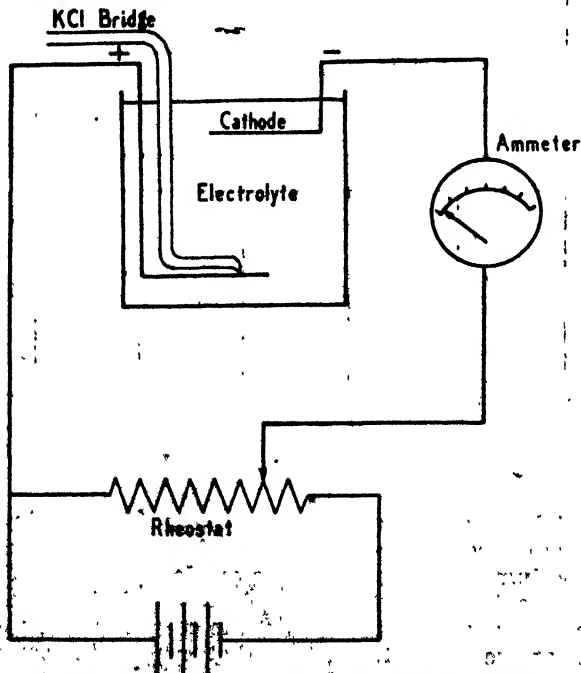 KCl Bridge
+
-
Cathode
Ammeter
Electrolyte
Rheostat